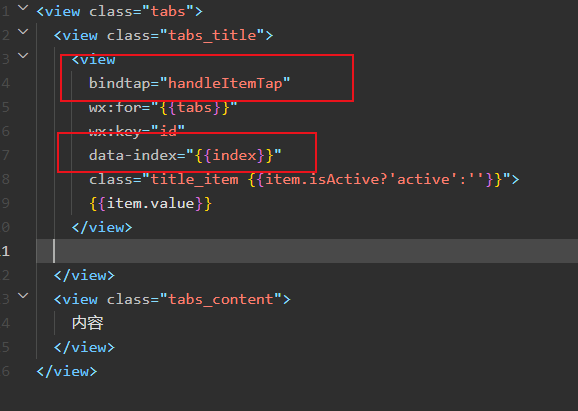 1 <view class="tabs">
2 <view class="tabs_title">
3 <view
4 bindtap="handleItemTap"
5 wx:for="{{tabs}}"
6 wx:key="id"
7 data-index="{{index}}"
8 class="title_item {{item.isActive?'active':''}}">
9 {{item.value}}
0 </view>
1
2 </view>
3 <view class="tabs_content">
4 内容
5 </view>
6 </view>